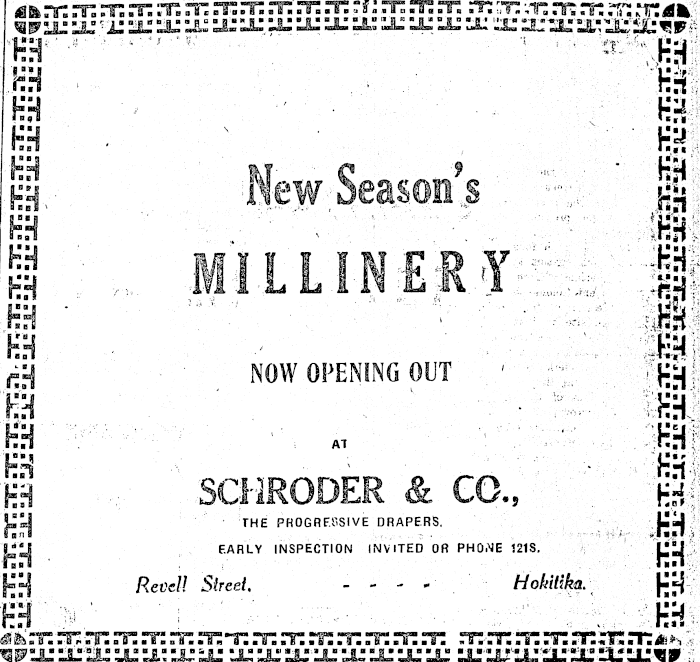 New Season's
MILLINERY
NOW OPENING OUT
AT
SCHRODER & CO.,
THE PROGRESSIVE DRAPERS.
EARLY INSPECTION INVITED OR PHONE 121S.
Revell Street. - - - - Hokitika.